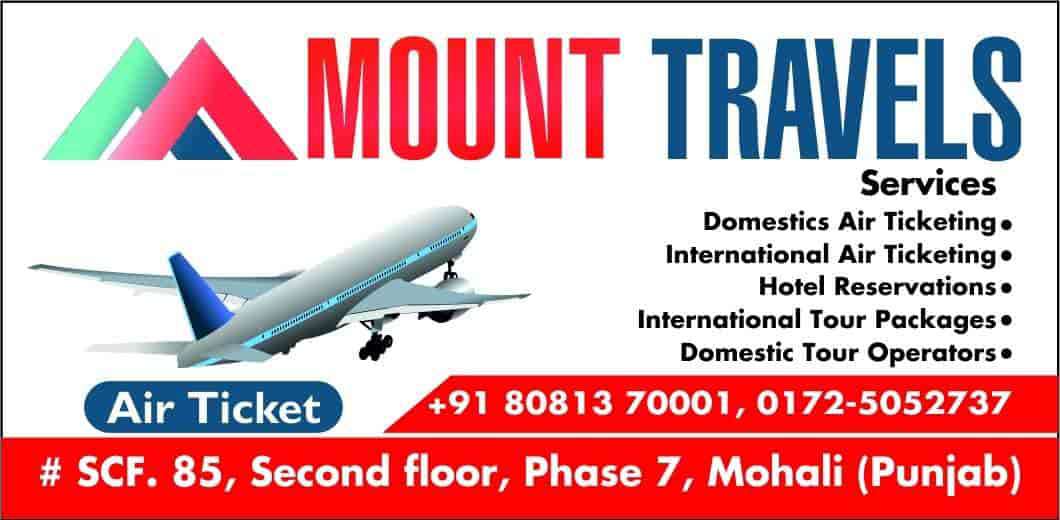 MOUNT TRAVELS
Services
Domestics Air Ticketing•
International Air Ticketing•
Hotel Reservations•
International Tour Packages•
Domestic Tour Operators•
Air Ticket
+91 80813 70001, 0172-5052737
# SCF. 85, Second floor, Phase 7, Mohali (Punjab)